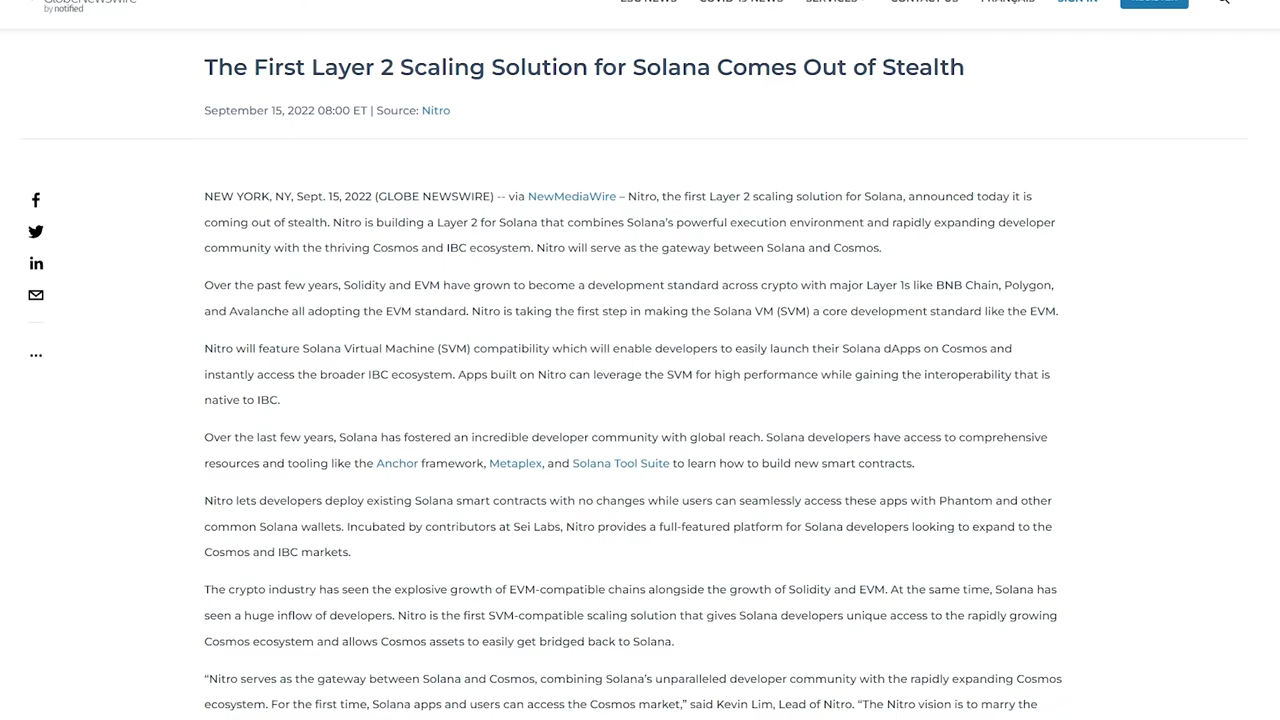 GlobeNewswire
by notified
ESG NEWS COVID-19 NEWS SERVICES CONTACT US FRANÇAIS SIGN IN REGISTER
The First Layer 2 Scaling Solution for Solana Comes Out of Stealth
September 15, 2022 08:00 ET | Source: Nitro
NEW YORK, NY, Sept. 15, 2022 (GLOBE NEWSWIRE) -- via NewMediaWire – Nitro, the first Layer 2 scaling solution for Solana, announced today it is
coming out of stealth. Nitro is building a Layer 2 for Solana that combines Solana’s powerful execution environment and rapidly expanding developer
community with the thriving Cosmos and IBC ecosystem. Nitro will serve as the gateway between Solana and Cosmos.
Over the past few years, Solidity and EVM have grown to become a development standard across crypto with major Layer 1s like BNB Chain, Polygon,
and Avalanche all adopting the EVM standard. Nitro is taking the first step in making the Solana VM (SVM) a core development standard like the EVM.
Nitro will feature Solana Virtual Machine (SVM) compatibility which will enable developers to easily launch their Solana dApps on Cosmos and
instantly access the broader IBC ecosystem. Apps built on Nitro can leverage the SVM for high performance while gaining the interoperability that is
native to IBC.
Over the last few years, Solana has fostered an incredible developer community with global reach. Solana developers have access to comprehensive
resources and tooling like the Anchor framework, Metaplex, and Solana Tool Suite to learn how to build new smart contracts.
Nitro lets developers deploy existing Solana smart contracts with no changes while users can seamlessly access these apps with Phantom and other
common Solana wallets. Incubated by contributors at Sei Labs, Nitro provides a full-featured platform for Solana developers looking to expand to the
Cosmos and IBC markets.
The crypto industry has seen the explosive growth of EVM-compatible chains alongside the growth of Solidity and EVM. At the same time, Solana has
seen a huge inflow of developers. Nitro is the first SVM-compatible scaling solution that gives Solana developers unique access to the rapidly growing
Cosmos ecosystem and allows Cosmos assets to easily get bridged back to Solana.
“Nitro serves as the gateway between Solana and Cosmos, combining Solana’s unparalleled developer community with the rapidly expanding Cosmos
ecosystem. For the first time, Solana apps and users can access the Cosmos market,” said Kevin Lim, Lead of Nitro. “The Nitro vision is to marry the